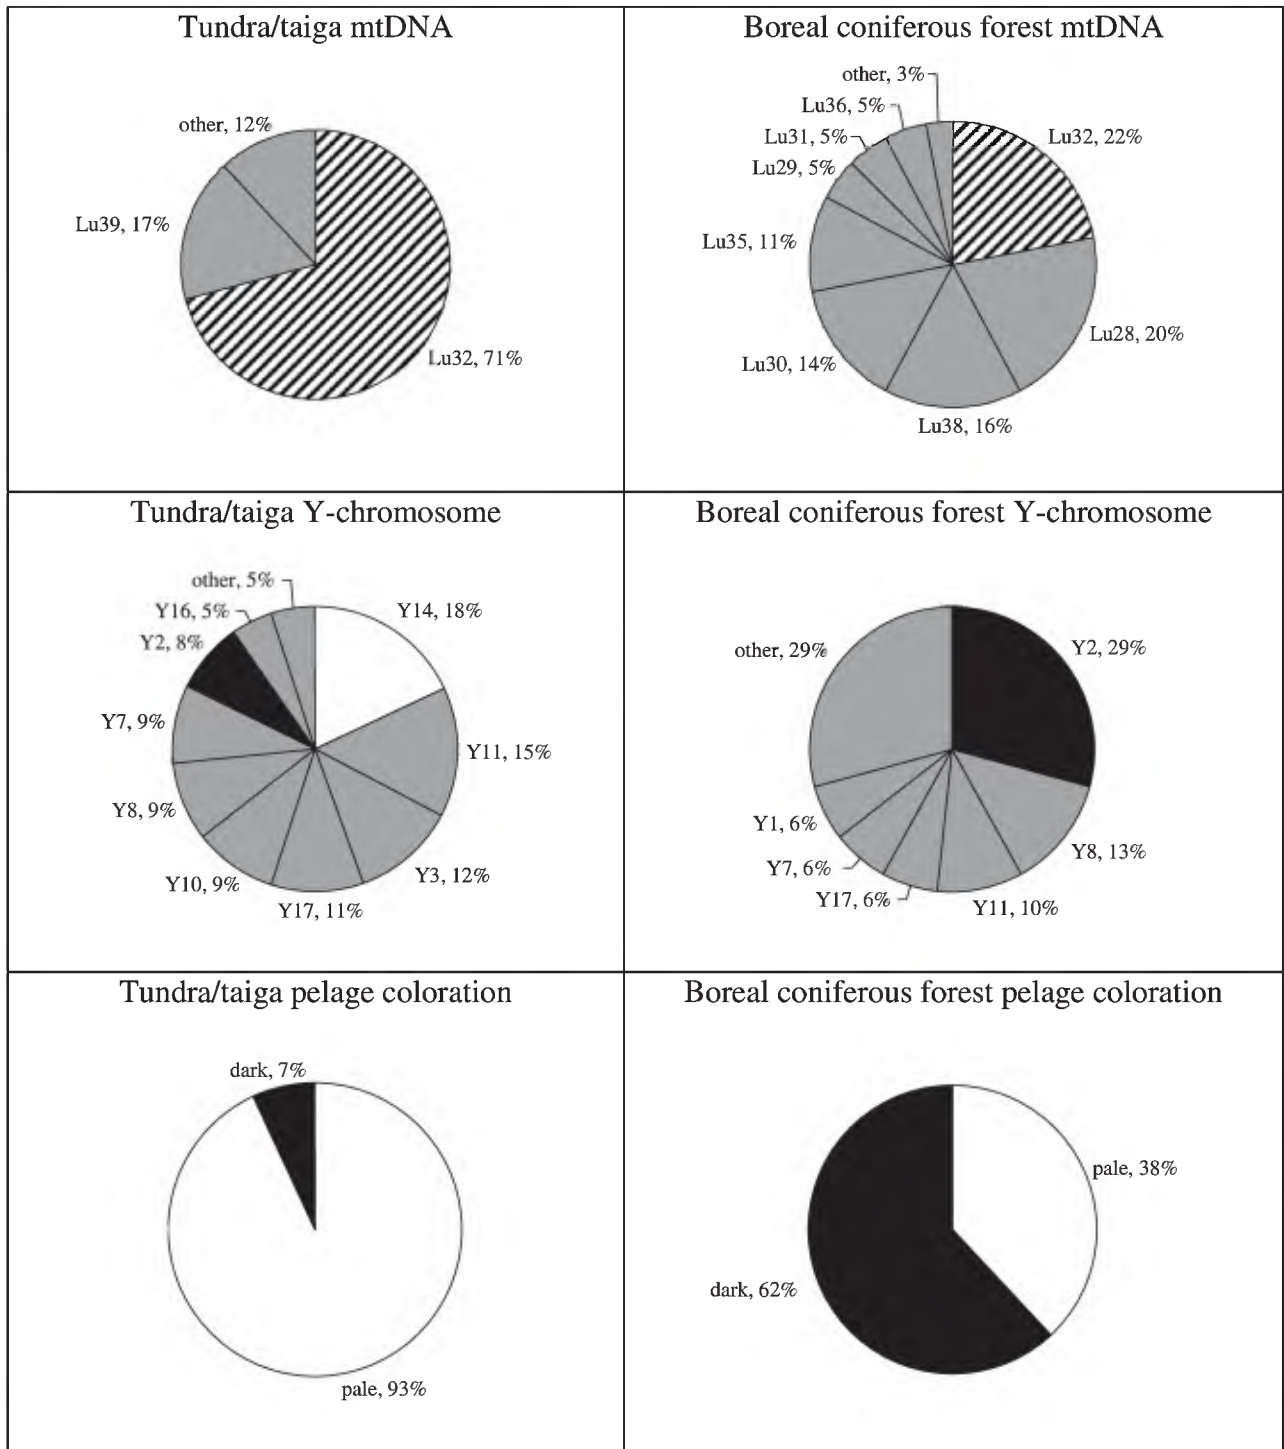 Tundra/taiga mtDNA
Boreal coniferous forest mtDNA
other, 12%
Lu39, 17%
Lu32, 71%
other, 3%
Lu36, 5%
Lu31, 5%
Lu29, 5%
Lu35, 11%
Lu30, 14%
Lu38, 16%
Lu28, 20%
Lu32, 22%
Tundra/taiga Y-chromosome
Boreal coniferous forest Y-chromosome
other, 5%
Y16, 5%
Y2, 8%
Y7, 9%
Y8, 9%
Y10, 9%
Y17, 11%
Y3, 12%
Y11, 15%
Y14, 18%
other, 29%
Y2, 29%
Y1, 6%
Y7, 6%
Y17, 6%
Y11, 10%
Y8, 13%
Tundra/taiga pelage coloration
Boreal coniferous forest pelage coloration
dark, 7%
pale, 93%
pale, 38%
dark, 62%